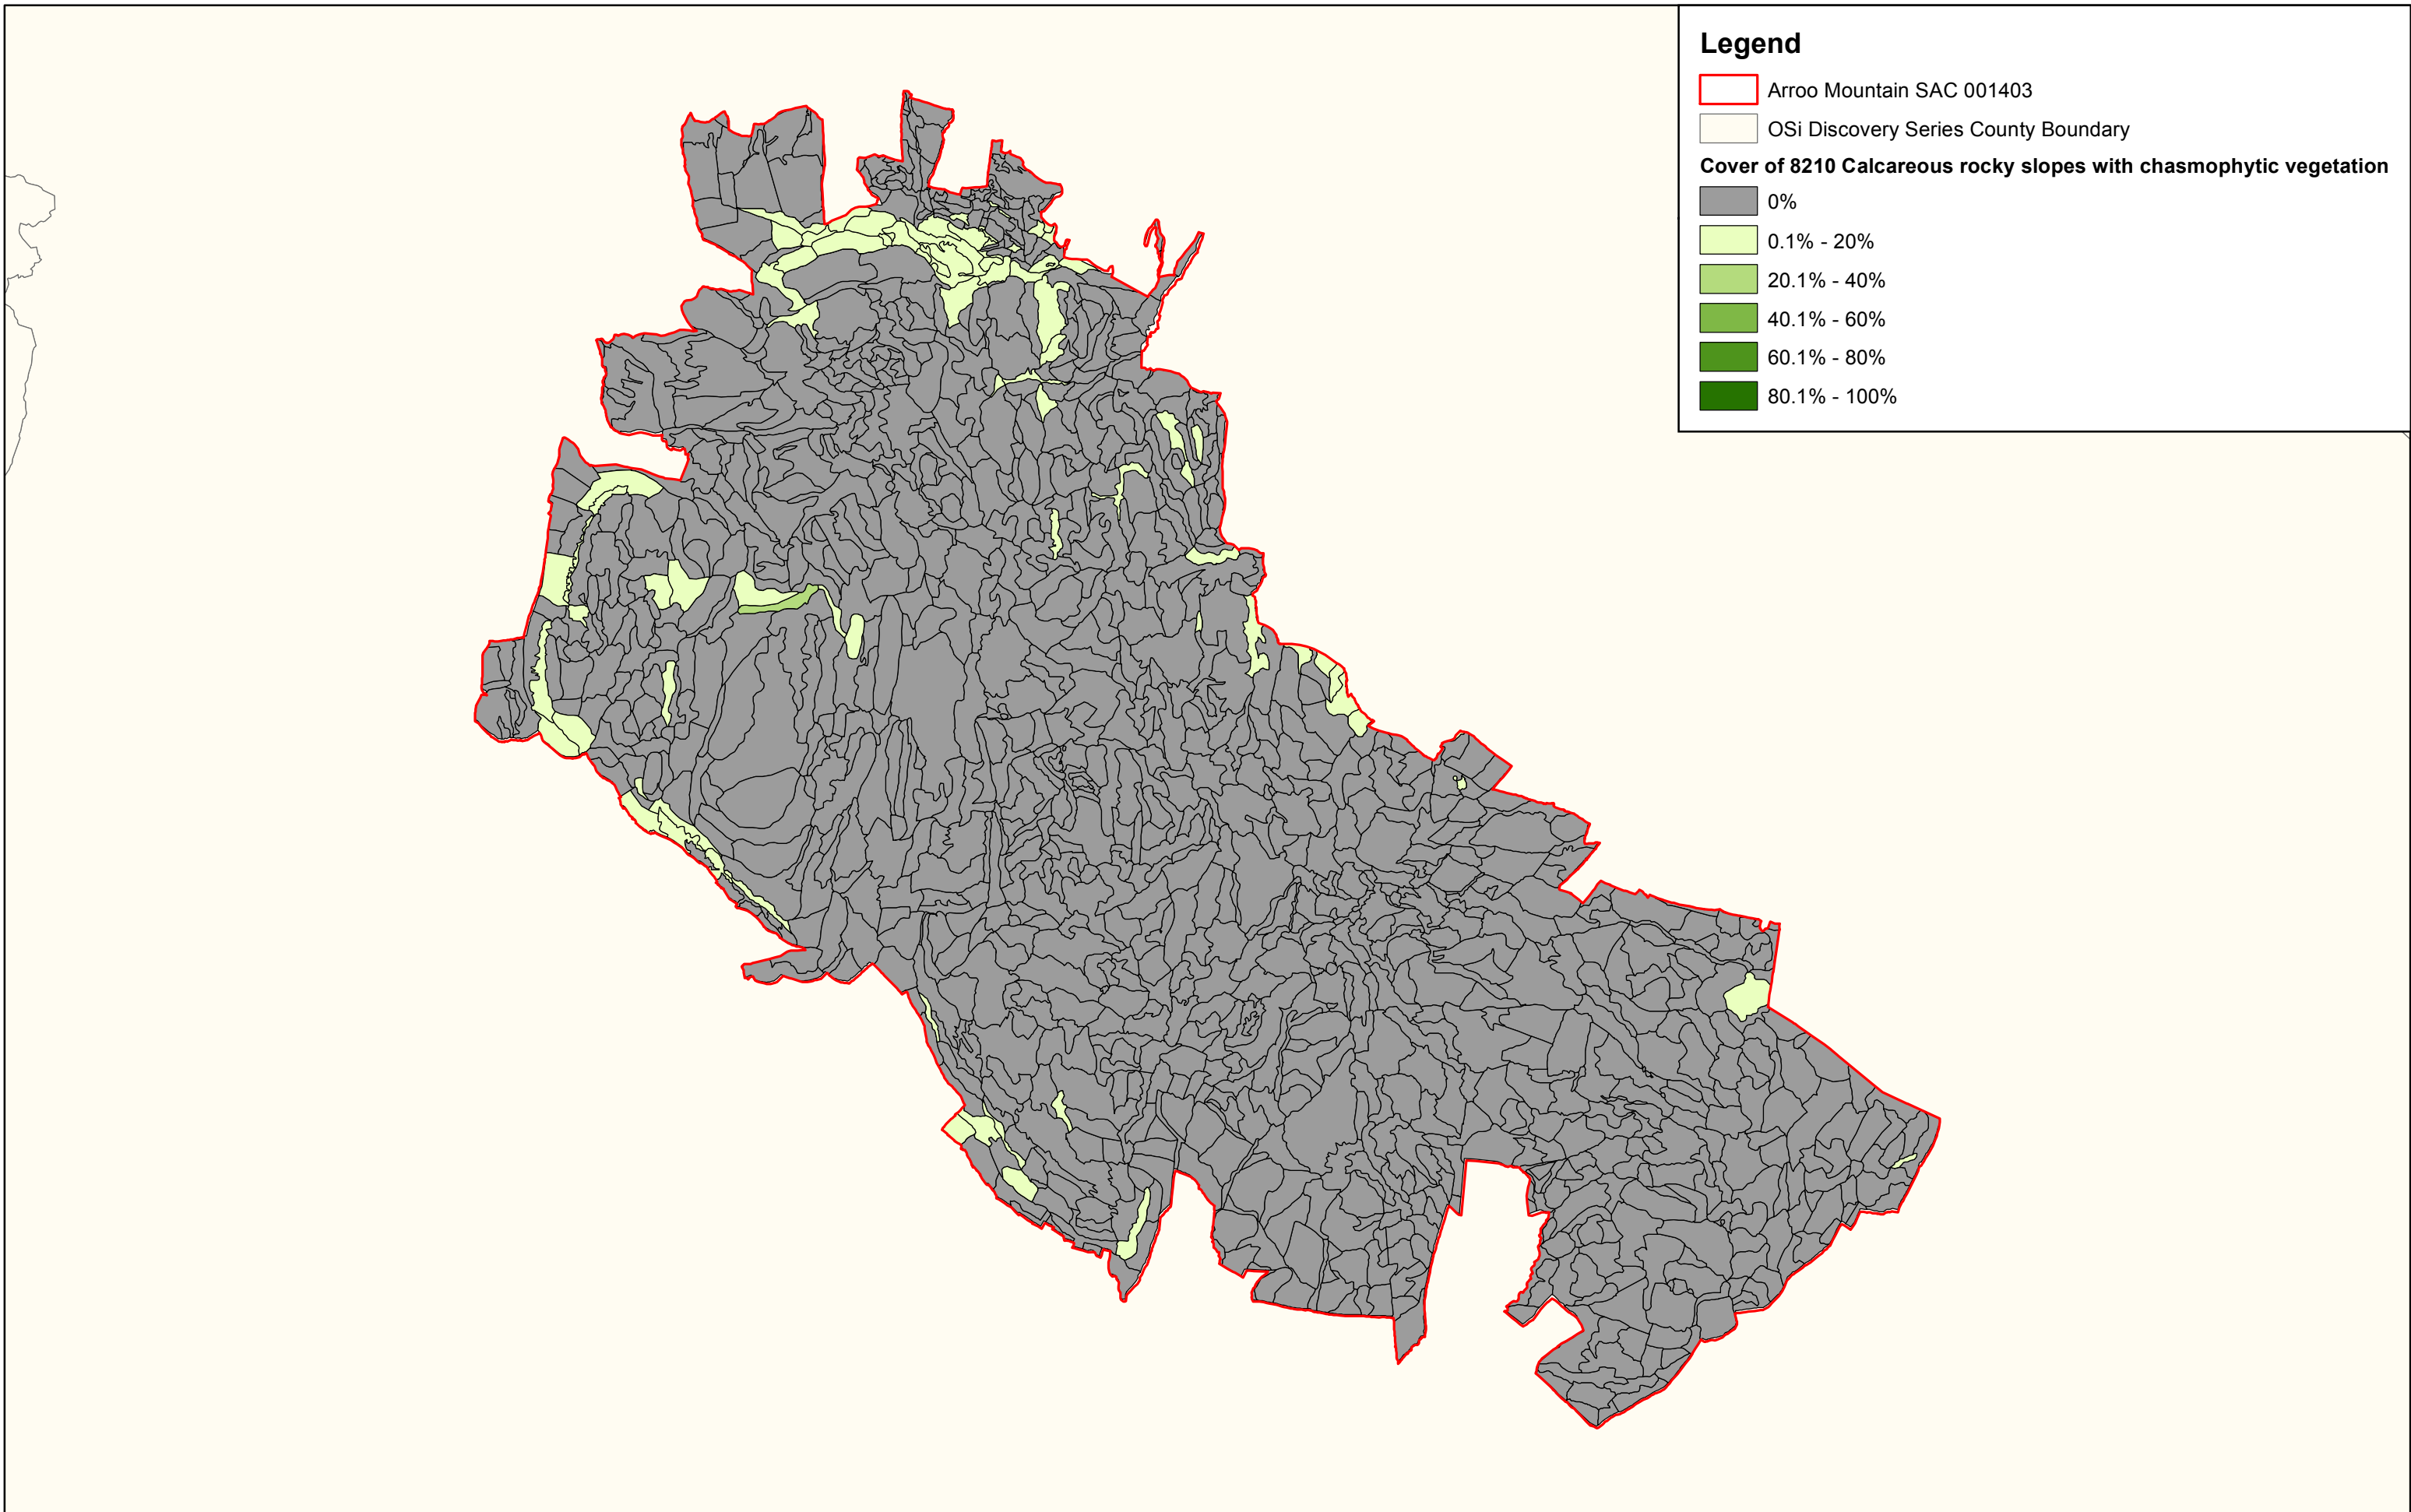 Legend
Arroo Mountain SAC 001403
OSi Discovery Series County Boundary
Cover of 8210 Calcareous rocky slopes with chasmophytic vegetation
0%
0.1% - 20%
20.1% - 40%
40.1% - 60%
60.1% - 80%
80.1% - 100%